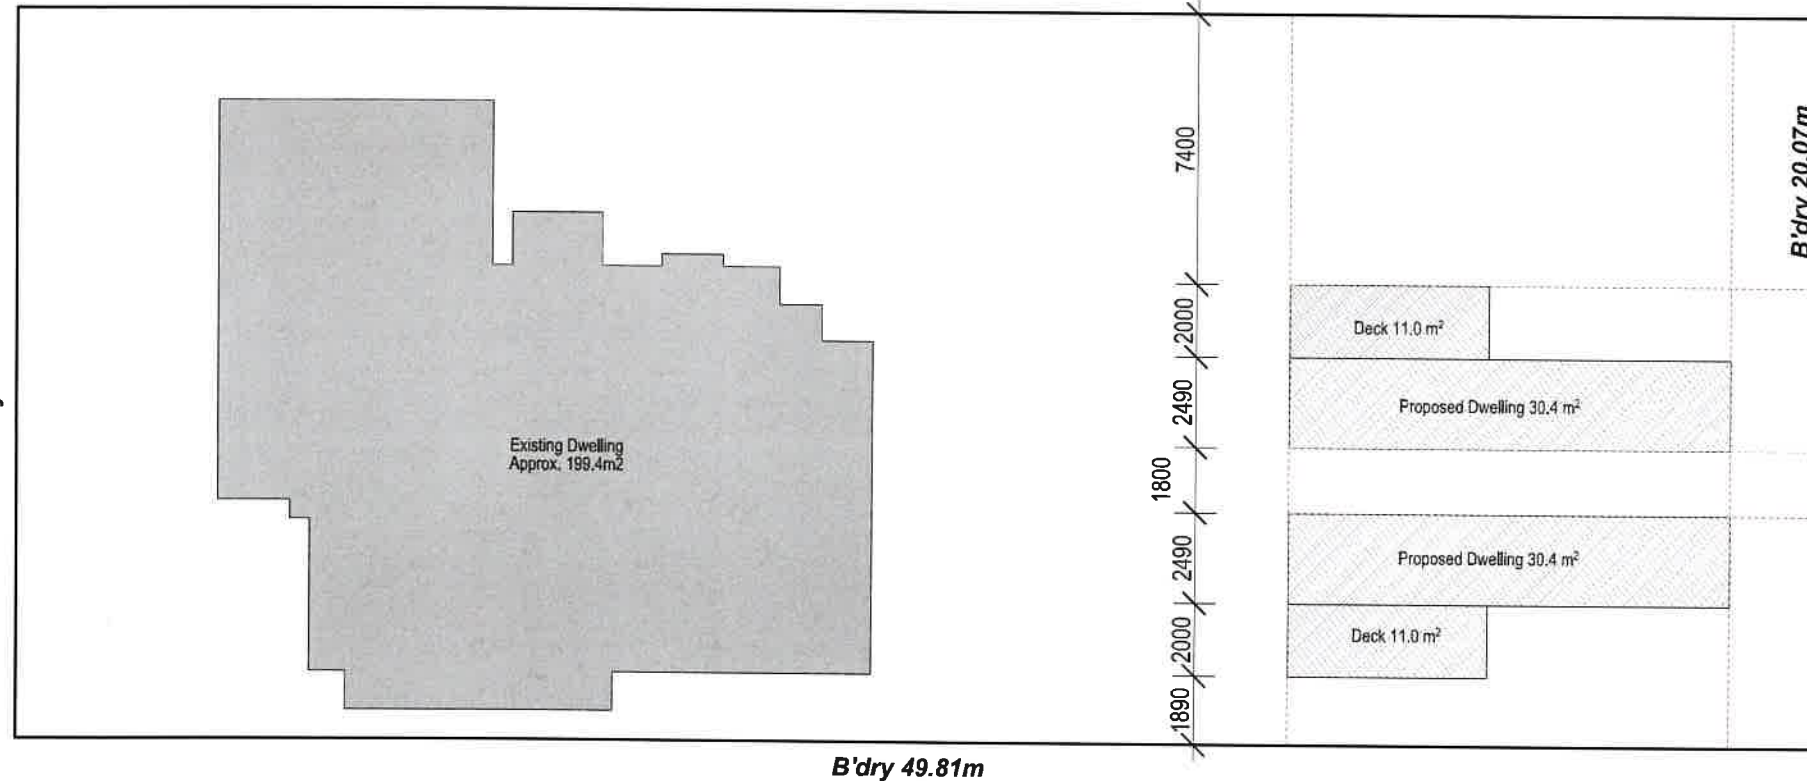 7400
B'dry 20.07m
2000
Deck 11.0 m²
2490
Proposed Dwelling 30.4 m²
Existing Dwelling
Approx. 199.4m2
1800
2490
Proposed Dwelling 30.4 m²
2000
Deck 11.0 m²
1890
B'dry 49.81m